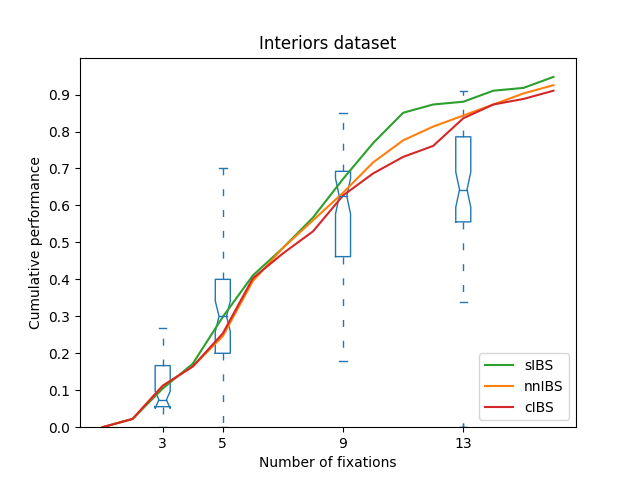 Interiors dataset
Cumulative performance
0.9
0.8
0.7
0.6
0.5
0.4
0.3
0.2
0.1
0.0
3 5 9 13
Number of fixations
sIBS
nnIBS
cIBS